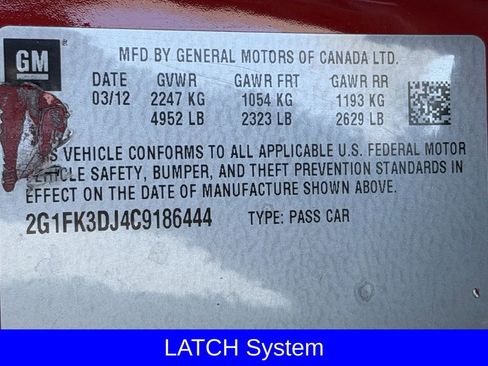 GM
MFD BY GENERAL MOTORS OF CANADA LTD.
DATE GVWR GAWR FRT GAWR RR
03/12 2247 KG 1054 KG 1193 KG
4952 LB 2323 LB 2629 LB
VEHICLE CONFORMS TO ALL APPLICABLE U.S. FEDERAL MOTOR
VEHICLE SAFETY, BUMPER, AND THEFT PREVENTION STANDARDS IN
EFFECT ON THE DATE OF MANUFACTURE SHOWN ABOVE.
2G1FK3DJ4C9186444 TYPE: PASS CAR
LATCH System